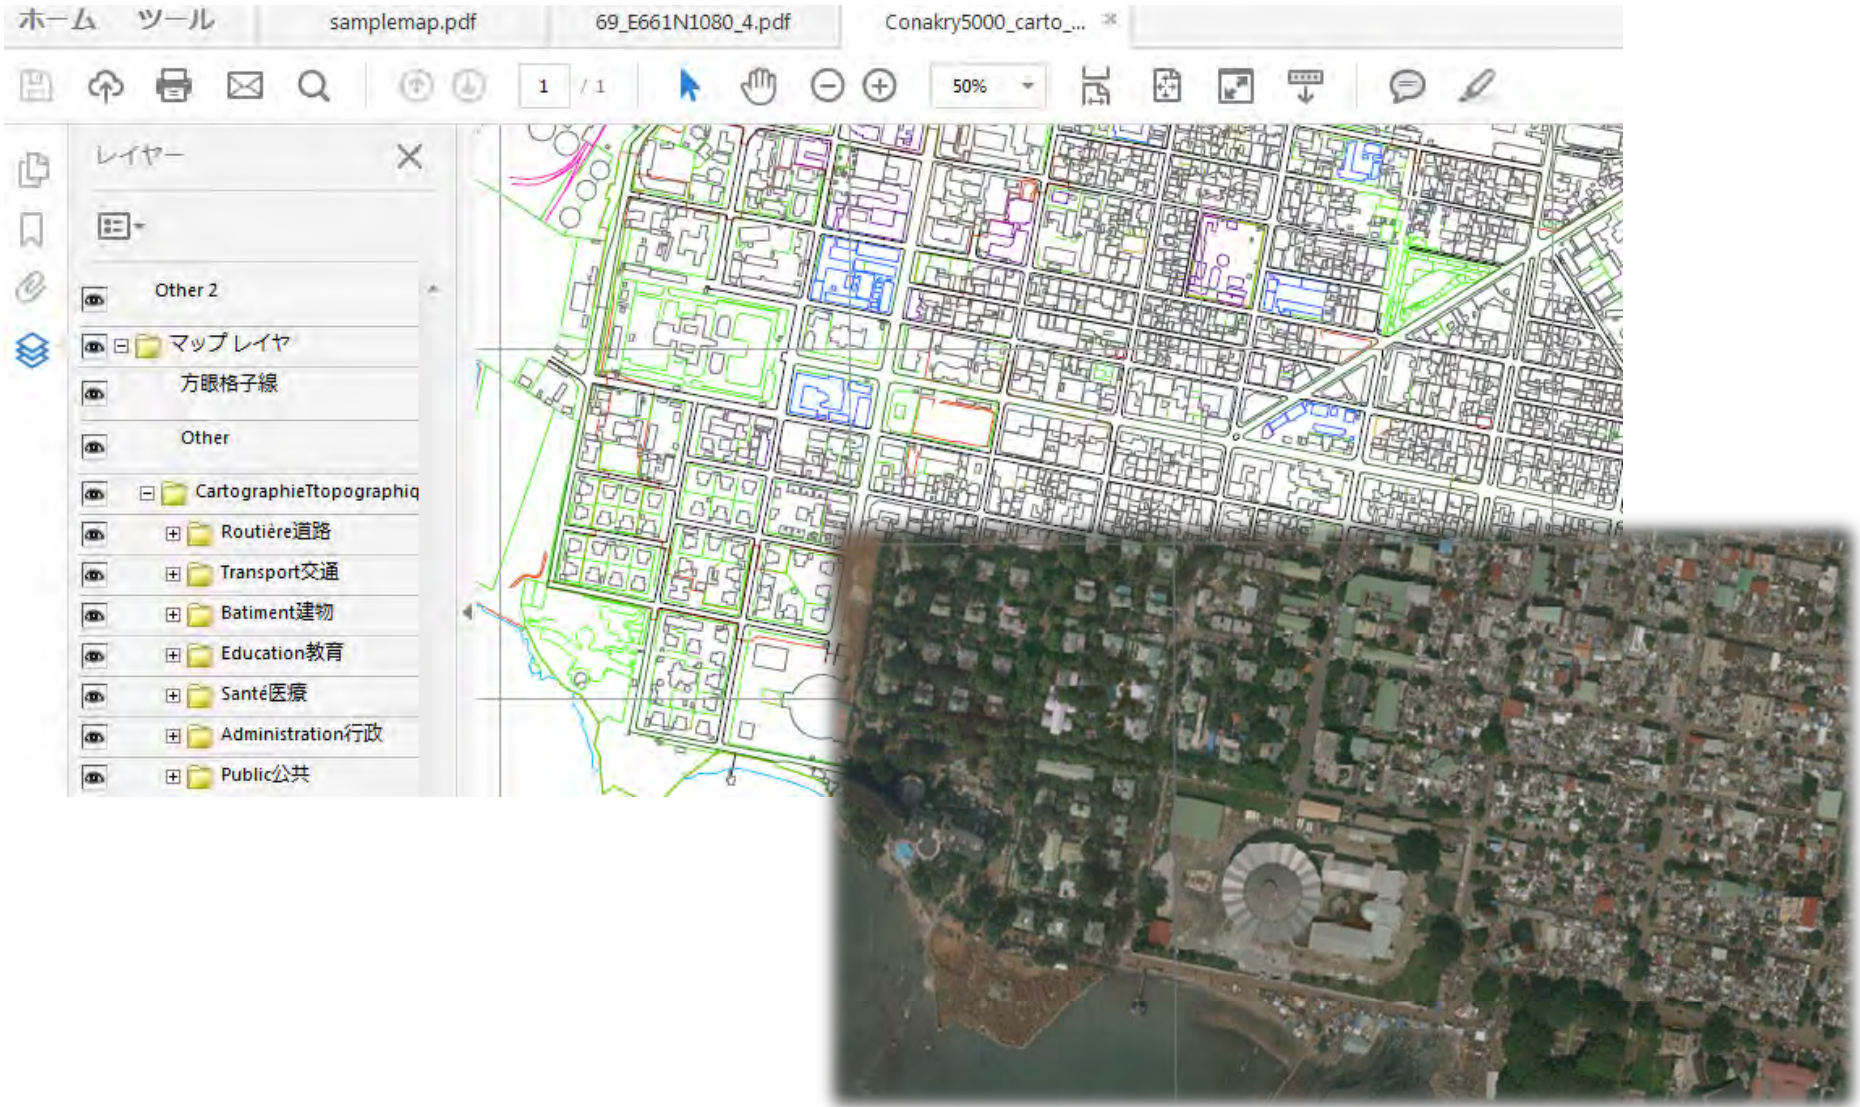 ホーム ツール samplemap.pdf 69_E661N1080_4.pdf Conakry5000_carto_... ×
1 / 1 50%
レイヤー
Other 2
マップ レイヤ
方眼格子線
Other
CartographieTtopographiq
Routière道路
Transport交通
Batiment建物
Education教育
Santé医療
Administration行政
Public公共